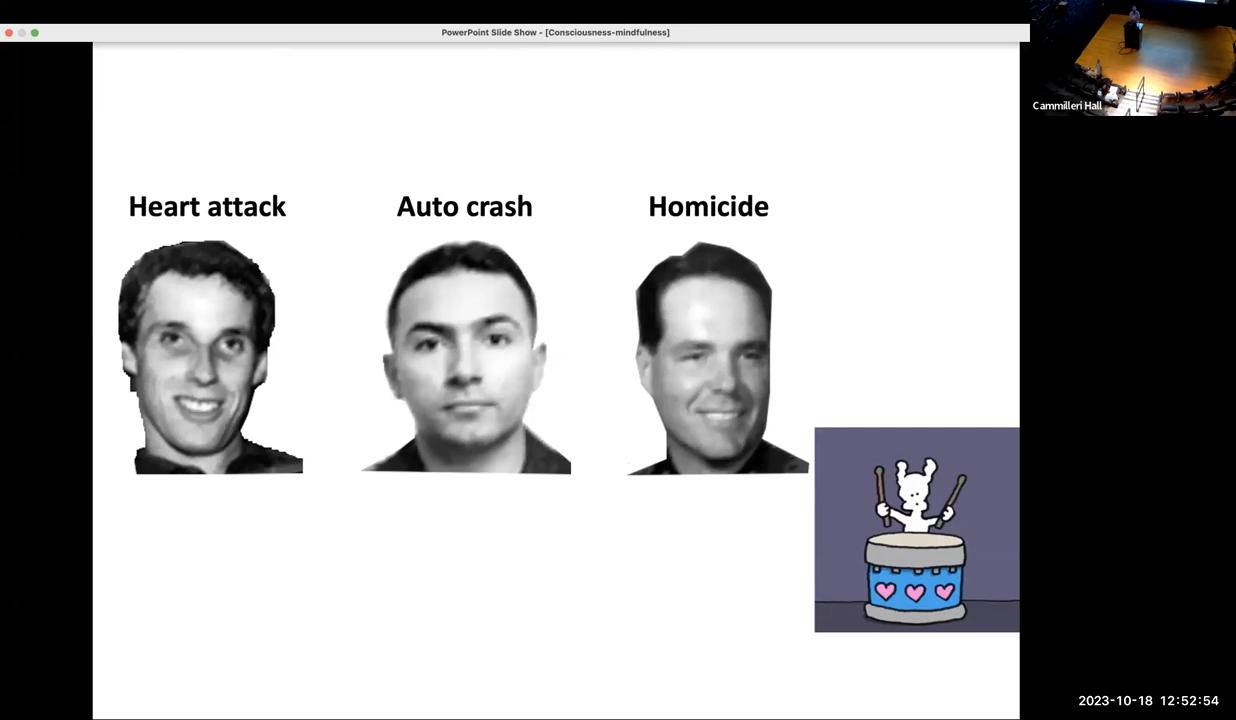 PowerPoint Slide Show - [Consciousness-mindfulness]
Cammilleri Hall
Heart attack
Auto crash
Homicide
2023-10-18 12:52:54